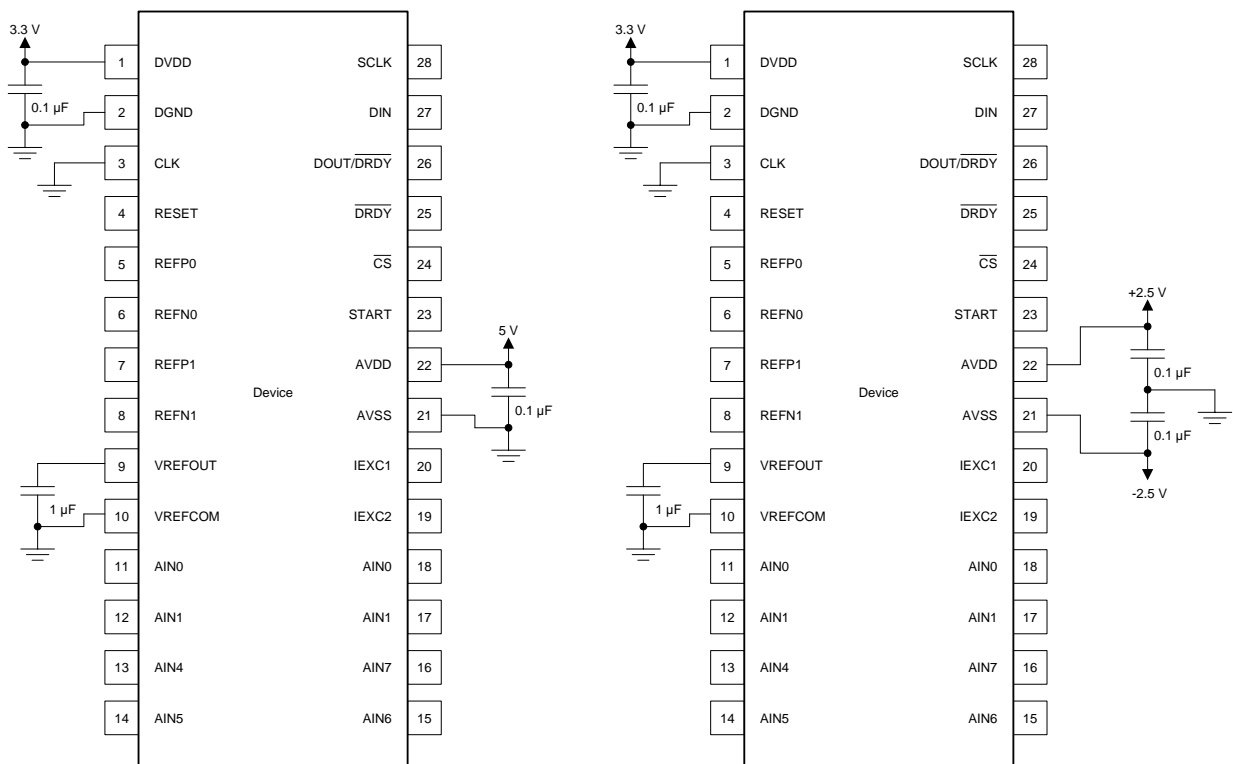 3.3 V
1 DVDD SCLK 28
0.1 µF
2 DGND DIN 27
3 CLK DOUT/DRDY 26
4 RESET DRDY 25
5 REFP0 CS 24
6 REFN0 START 23
5 V
7 REFP1 AVDD 22
Device
0.1 µF
8 REFN1 AVSS 21
9 VREFOUT IEXC1 20
1 µF
10 VREFCOM IEXC2 19
11 AIN0 AIN0 18
12 AIN1 AIN1 17
13 AIN4 AIN7 16
14 AIN5 AIN6 15
3.3 V
1 DVDD SCLK 28
0.1 µF
2 DGND DIN 27
3 CLK DOUT/DRDY 26
4 RESET DRDY 25
5 REFP0 CS 24
+2.5 V
6 REFN0 START 23
7 REFP1 AVDD 22
0.1 µF
Device
8 REFN1 AVSS 21
0.1 µF
9 VREFOUT IEXC1 20
-2.5 V
1 µF
10 VREFCOM IEXC2 19
11 AIN0 AIN0 18
12 AIN1 AIN1 17
13 AIN4 AIN7 16
14 AIN5 AIN6 15